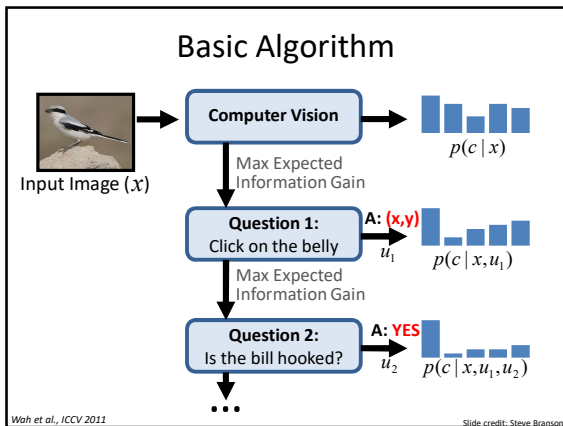 Basic Algorithm
Computer Vision
p(c | x)
Input Image (x)
Max Expected
Information Gain
Question 1:
Click on the belly
A: (x,y)
u1
p(c | x,u1)
Max Expected
Information Gain
Question 2:
Is the bill hooked?
A: YES
u2
p(c | x,u1,u2)
...
Wah et al., ICCV 2011
Slide credit: Steve Branson